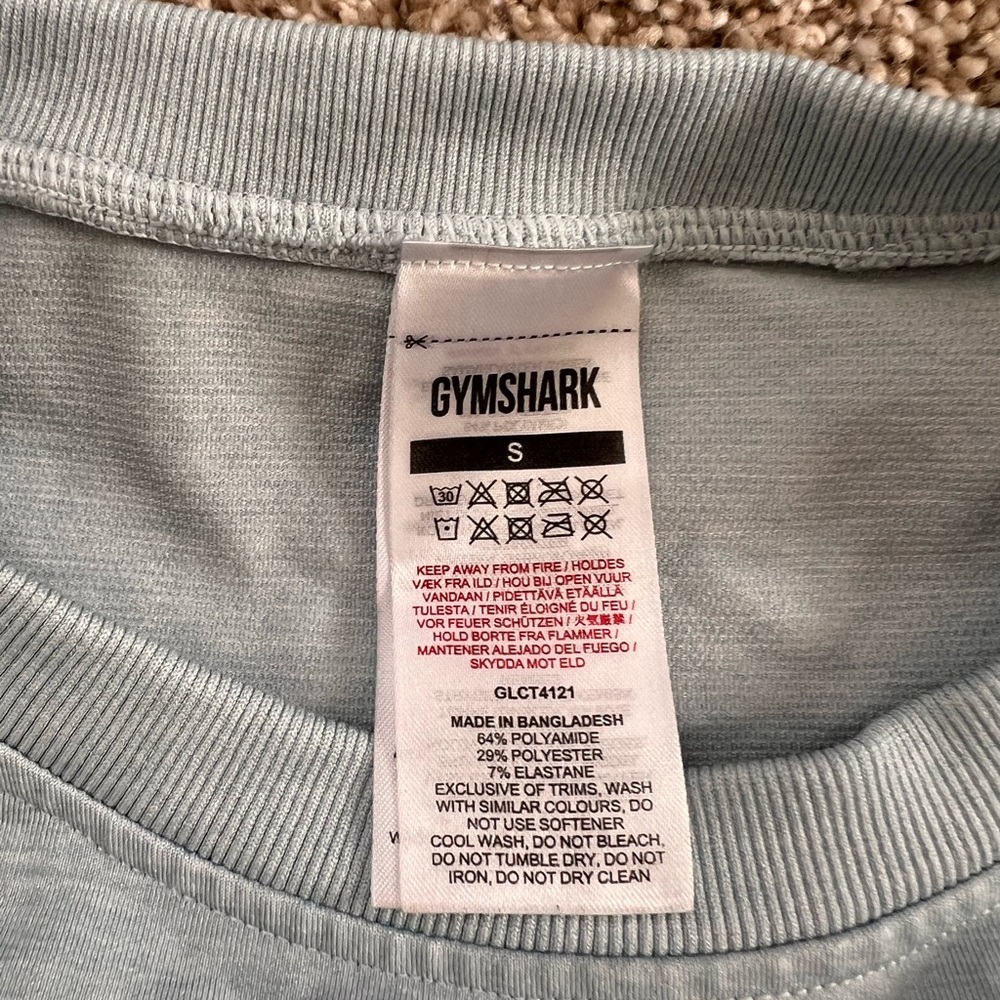 GYMSHARK
S
30
KEEP AWAY FROM FIRE / HOLDES
VÆK FRA ILD / HOU BIJ OPEN VUUR
VANDAAN / PIDETTÄVÄ ETÄÄLLÄ
TULESTA / TENIR ÉLOIGNÉ DU FEU /
VOR FEUER SCHÜTZEN / 火気厳禁 /
HOLD BORTE FRA FLAMMER /
MANTENER ALEJADO DEL FUEGO /
SKYDDA MOT ELD
GLCT4121
MADE IN BANGLADESH
64% POLYAMIDE
29% POLYESTER
7% ELASTANE
EXCLUSIVE OF TRIMS, WASH
WITH SIMILAR COLOURS, DO
NOT USE SOFTENER
COOL WASH, DO NOT BLEACH,
DO NOT TUMBLE DRY, DO NOT
IRON, DO NOT DRY CLEAN